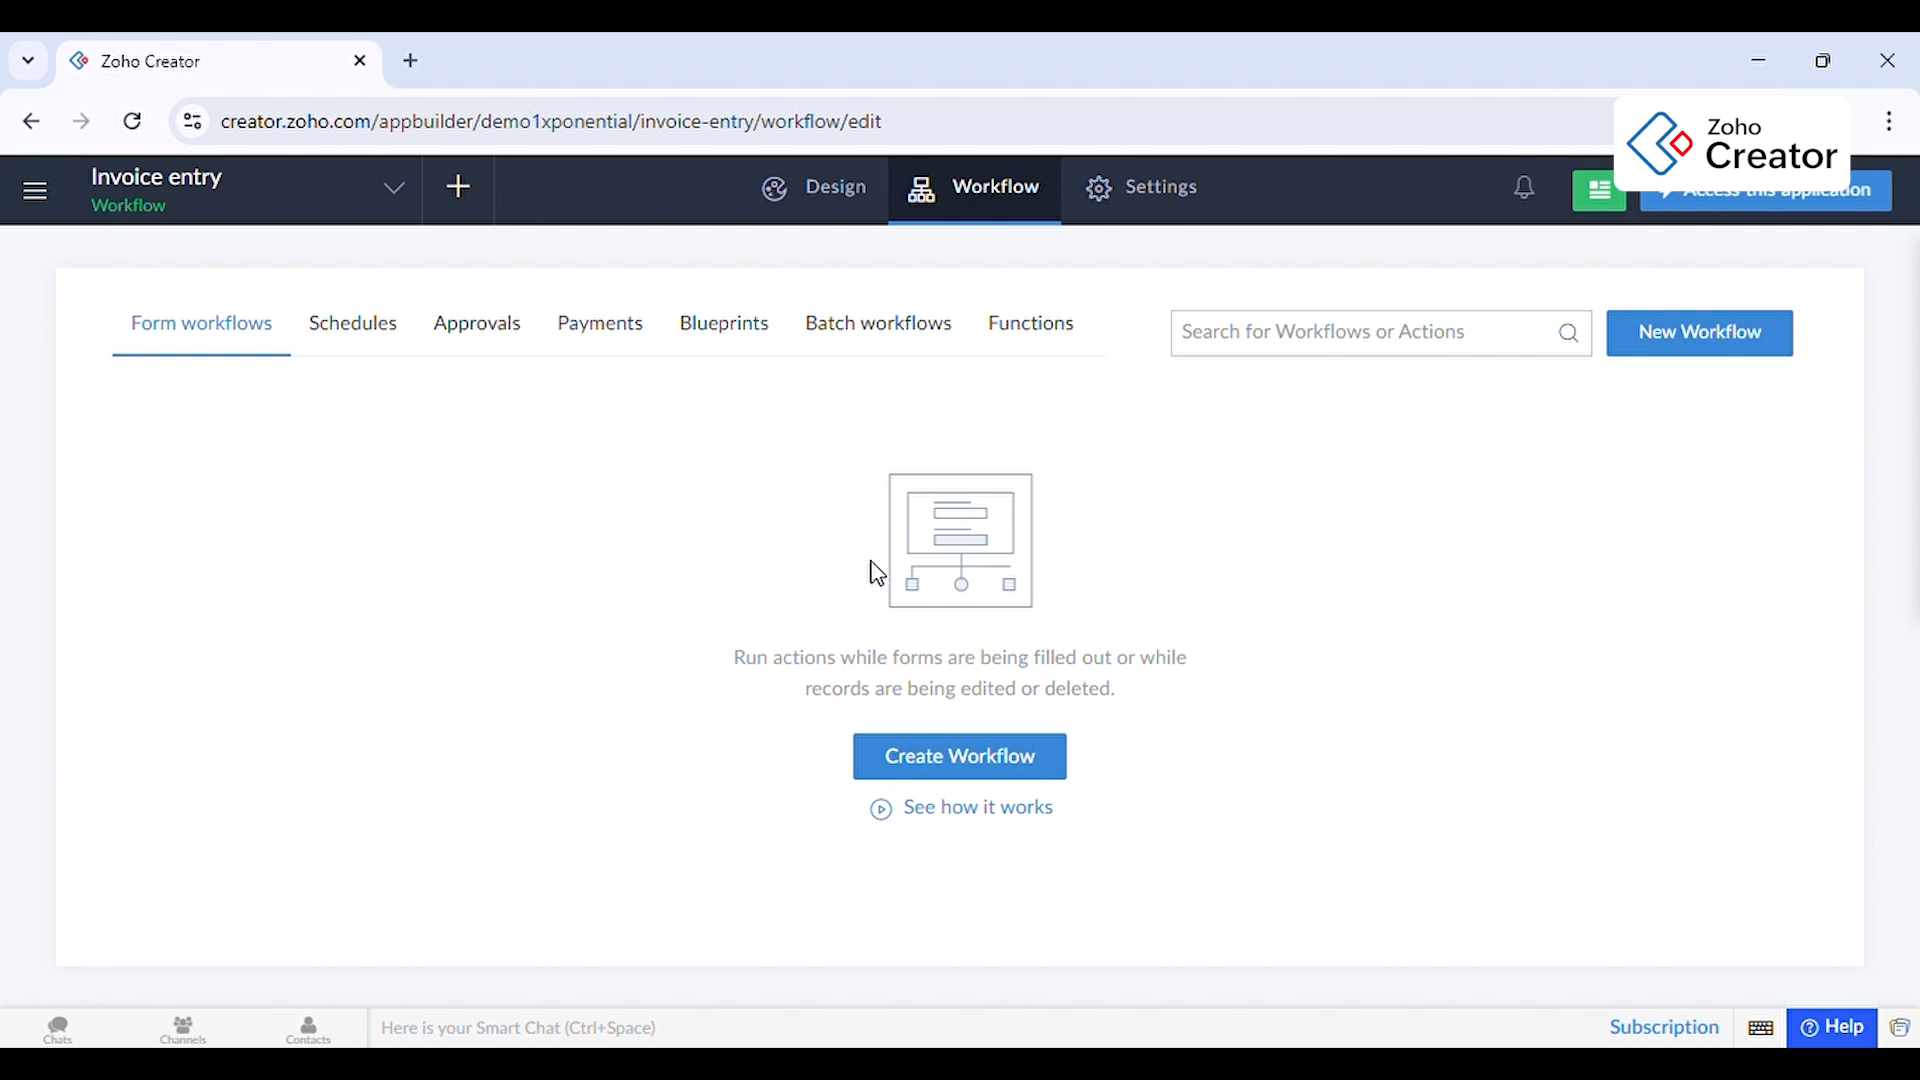 Zoho Creator
creator.zoho.com/appbuilder/demo1xponential/invoice-entry/workflow/edit
Zoho
Creator
Invoice entry
Workflow
Design
Workflow
Settings
Access this application
Form workflows
Schedules
Approvals
Payments
Blueprints
Batch workflows
Functions
Search for Workflows or Actions
New Workflow
Run actions while forms are being filled out or while
records are being edited or deleted.
Create Workflow
See how it works
Chats
Channels
Contacts
Here is your Smart Chat (Ctrl+Space)
Subscription
Help